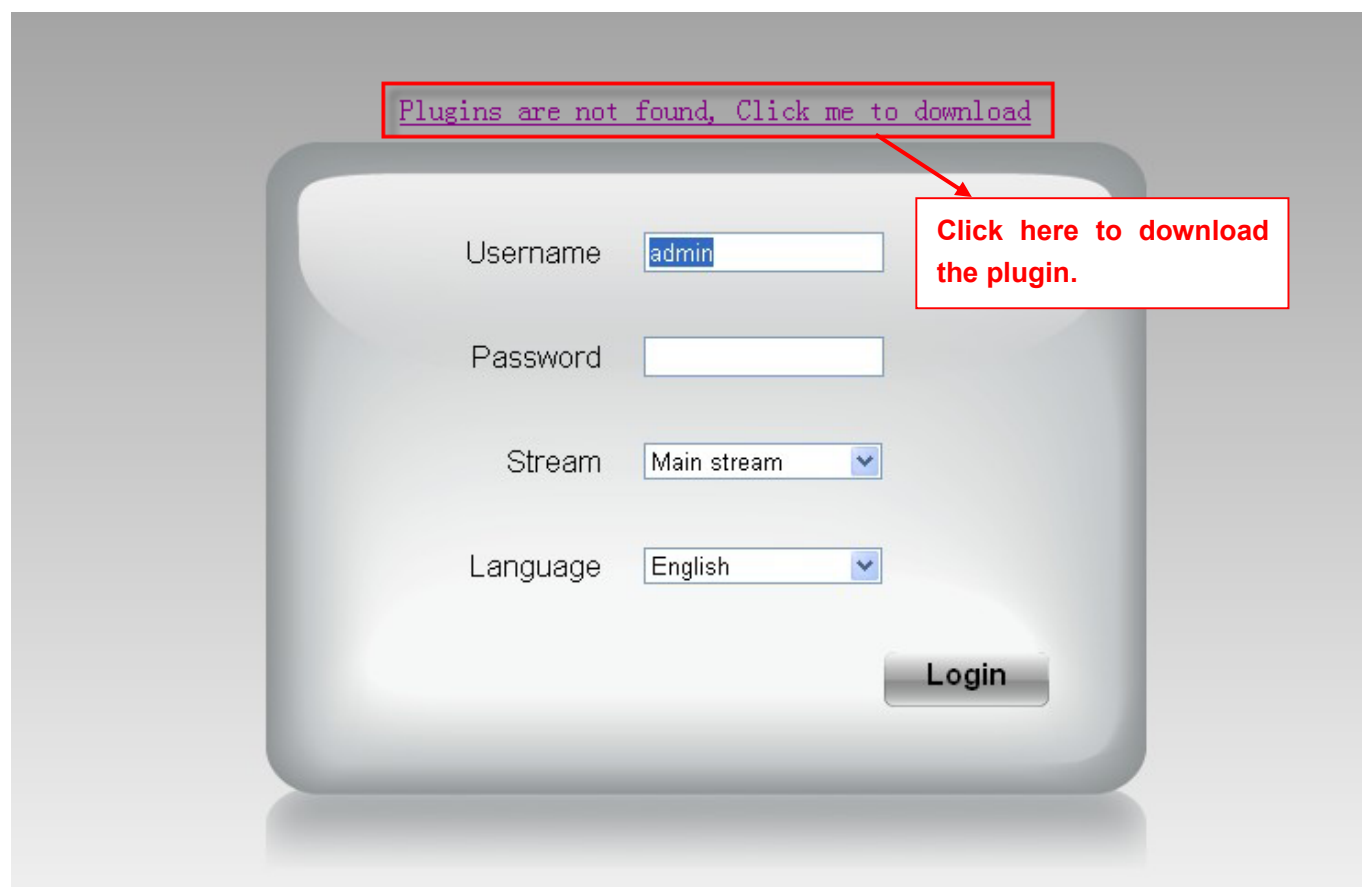 Plugins are not found, Click me to download
Click here to download
the plugin.
Username admin
Password
Stream Main stream
Language English
Login